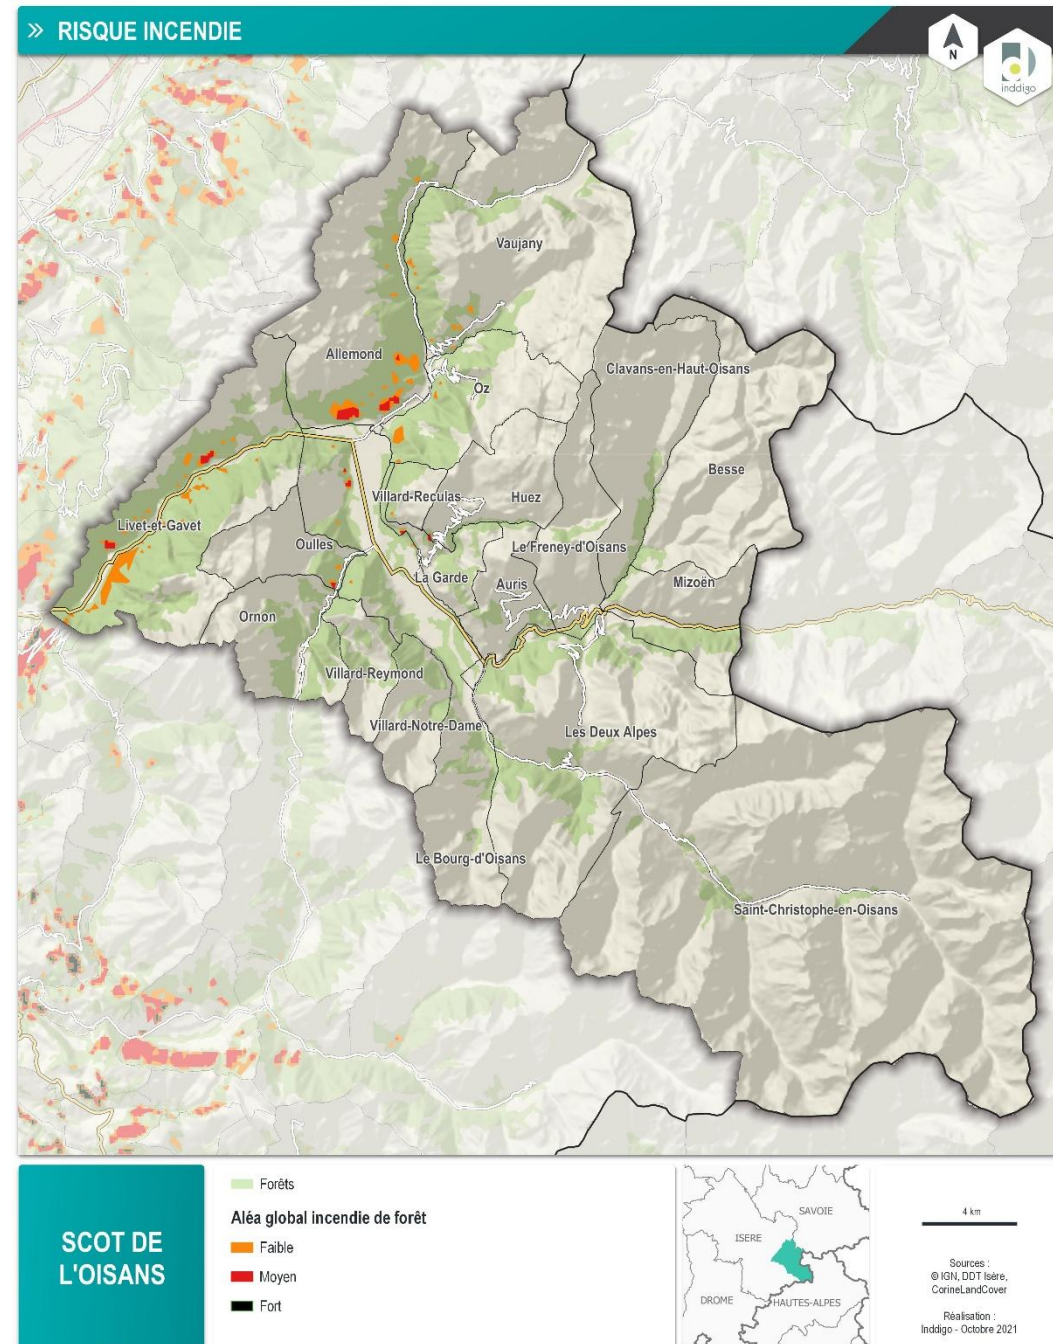 » RISQUE INCENDIE
N
inddigo
Vaujany
Allemond
Clavans-en-Haut-Oisans
Oz
Besse
Villard-Reculas
Huez
Livet-et-Gavet
Oulles
Le Freney-d'Oisans
La Garde
Auris
Mizoën
Ornon
Villard-Reymond
Villard-Notre-Dame
Les Deux Alpes
Le Bourg-d'Oisans
Saint-Christophe-en-Oisans
SCOT DE
L'OISANS
Forêts
Aléa global incendie de forêt
Faible
Moyen
Fort
SAVOIE
ISERE
DROME
HAUTES-ALPES
4 km
Sources :
© IGN, DDT Isère,
CorineLandCover
Réalisation :
Inddigo - Octobre 2021